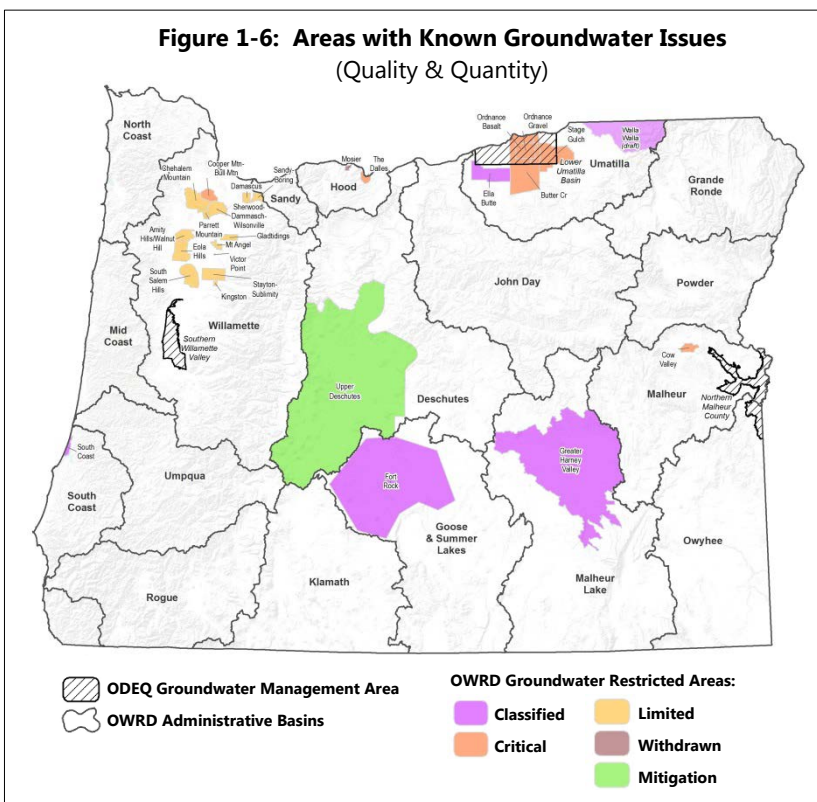 Figure 1-6:  Areas with Known Groundwater Issues
(Quality & Quantity)
North
Coast
Chehalem
Mountain
Cooper Mtn-
Bull Mtn
Damascus
Sandy-
Boring
Sandy
Sherwood-
Dammasch-
Wilsonville
Parrett
Mountain
Amity
Hills/Walnut
Hill
Eola
Hills
Mt Angel
Gladtidings
Victor
Point
South
Salem
Hills
Stayton-
Sublimity
Kingston
Willamette
Southern
Willamette
Valley
Mid
Coast
Mosier
The
Dalles
Hood
Ordnance
Basalt
Ordnance
Gravel
Stage
Gulch
Walla
Walla
(draft)
Umatilla
Lower
Umatilla
Basin
Ella
Butte
Butter Cr
Grande
Ronde
John Day
Powder
Upper
Deschutes
Deschutes
Cow
Valley
Malheur
Northern
Malheur
County
South
Coast
Umpqua
South
Coast
Fort
Rock
Greater
Harney
Valley
Goose
& Summer
Lakes
Owyhee
Malheur
Lake
Klamath
Rogue
ODEQ Groundwater Management Area
OWRD Administrative Basins
OWRD Groundwater Restricted Areas:
Classified
Critical
Limited
Withdrawn
Mitigation